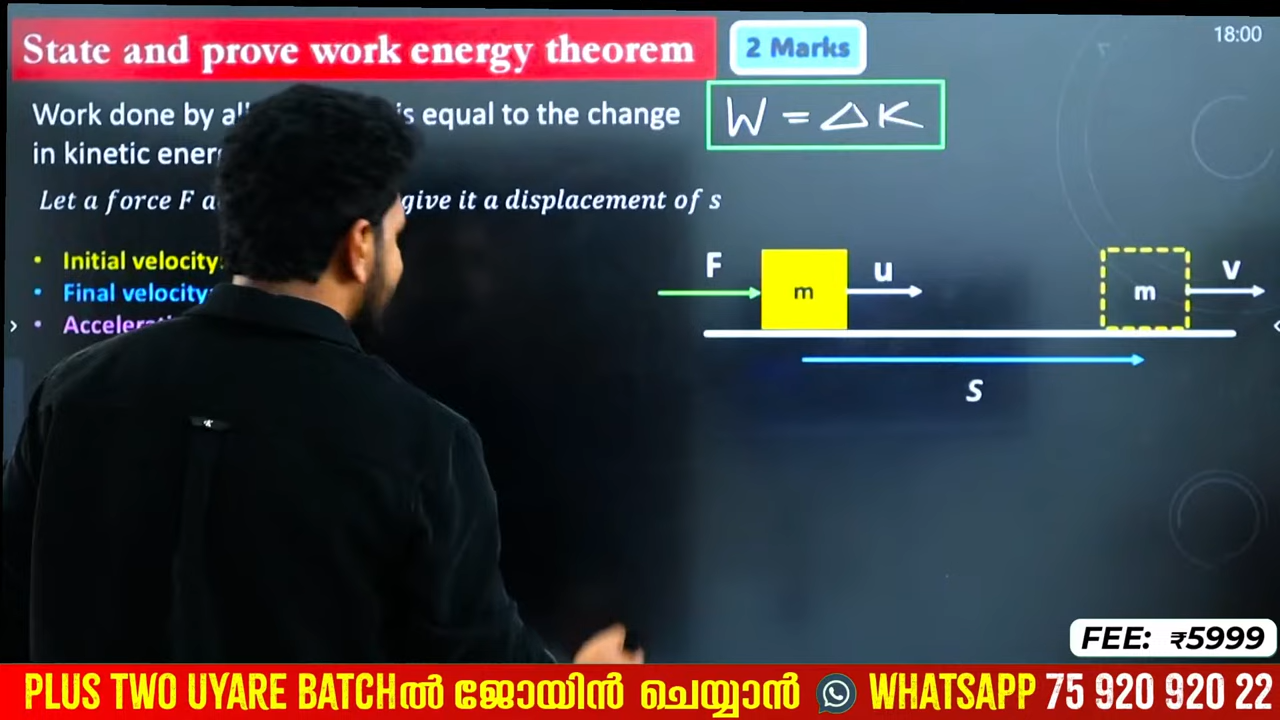 State and prove work energy theorem
2 Marks
18:00
Work done by al is equal to the change
in kinetic ener
W = ΔK
Let a force F a give it a displacement of s
• Initial velocity
• Final velocity:
• Accelerati
F
m
u
m
v
S
FEE: ₹5999
PLUS TWO UYARE BATCHൽ ജോയിൻ ചെയ്യാൻ WHATSAPP 75 920 920 22